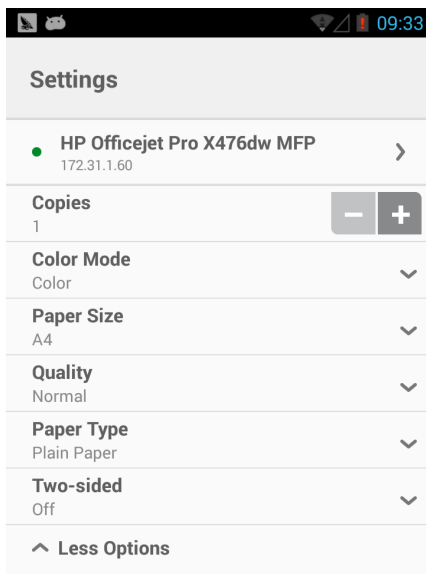 09:33
Settings
HP Officejet Pro X476dw MFP
172.31.1.60
Copies
1
Color Mode
Color
Paper Size
A4
Quality
Normal
Paper Type
Plain Paper
Two-sided
Off
Less Options